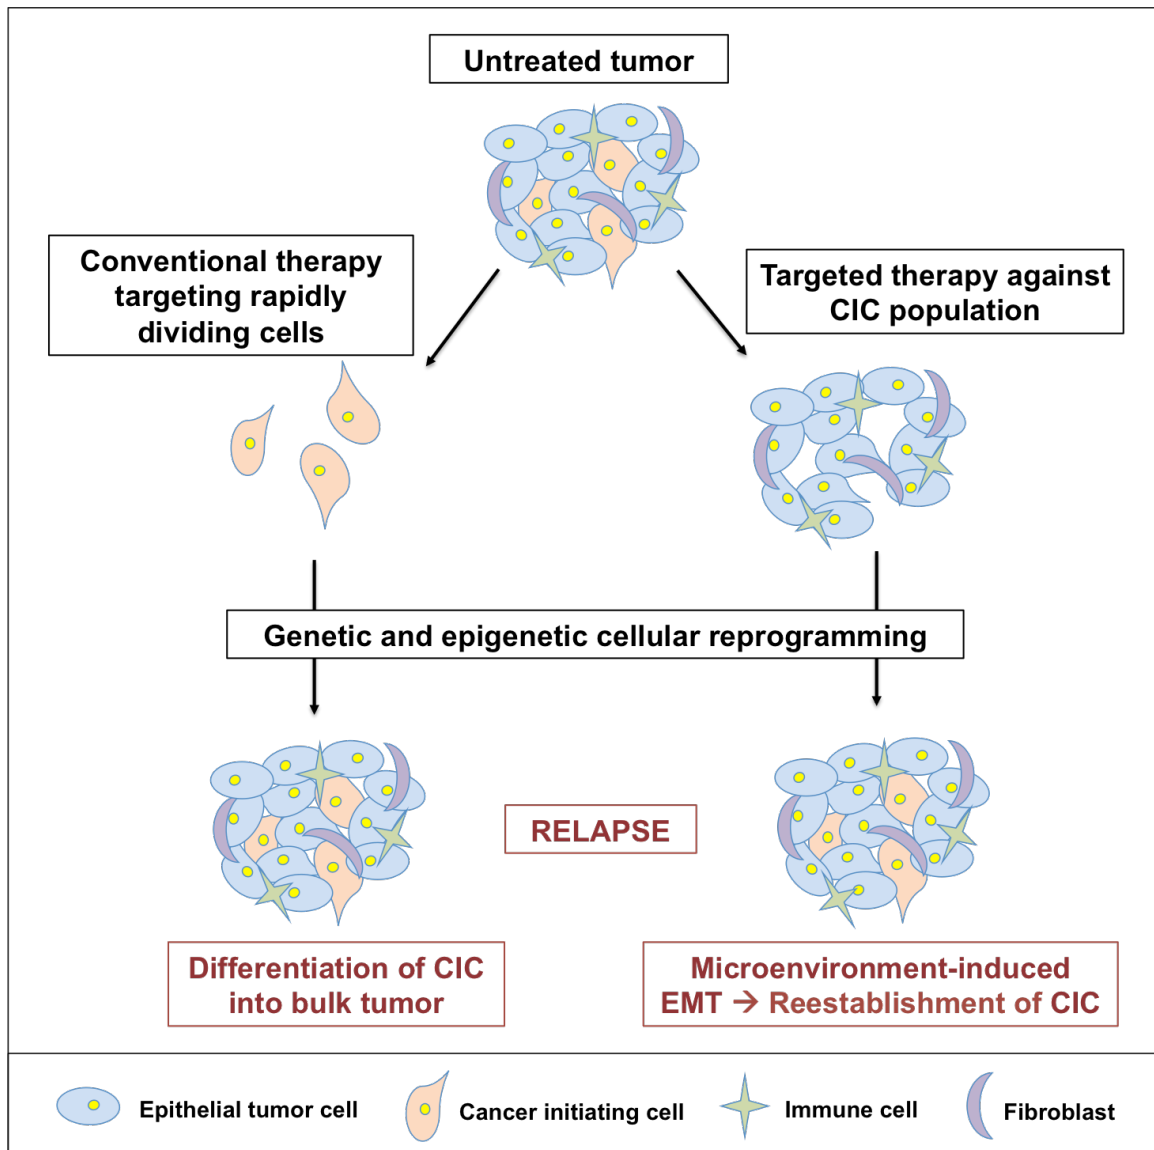 Untreated tumor
Conventional therapy
targeting rapidly
dividing cells
Targeted therapy against
CIC population
Genetic and epigenetic cellular reprogramming
RELAPSE
Differentiation of CIC
into bulk tumor
Microenvironment-induced
EMT → Reestablishment of CIC
Epithelial tumor cell
Cancer initiating cell
Immune cell
Fibroblast